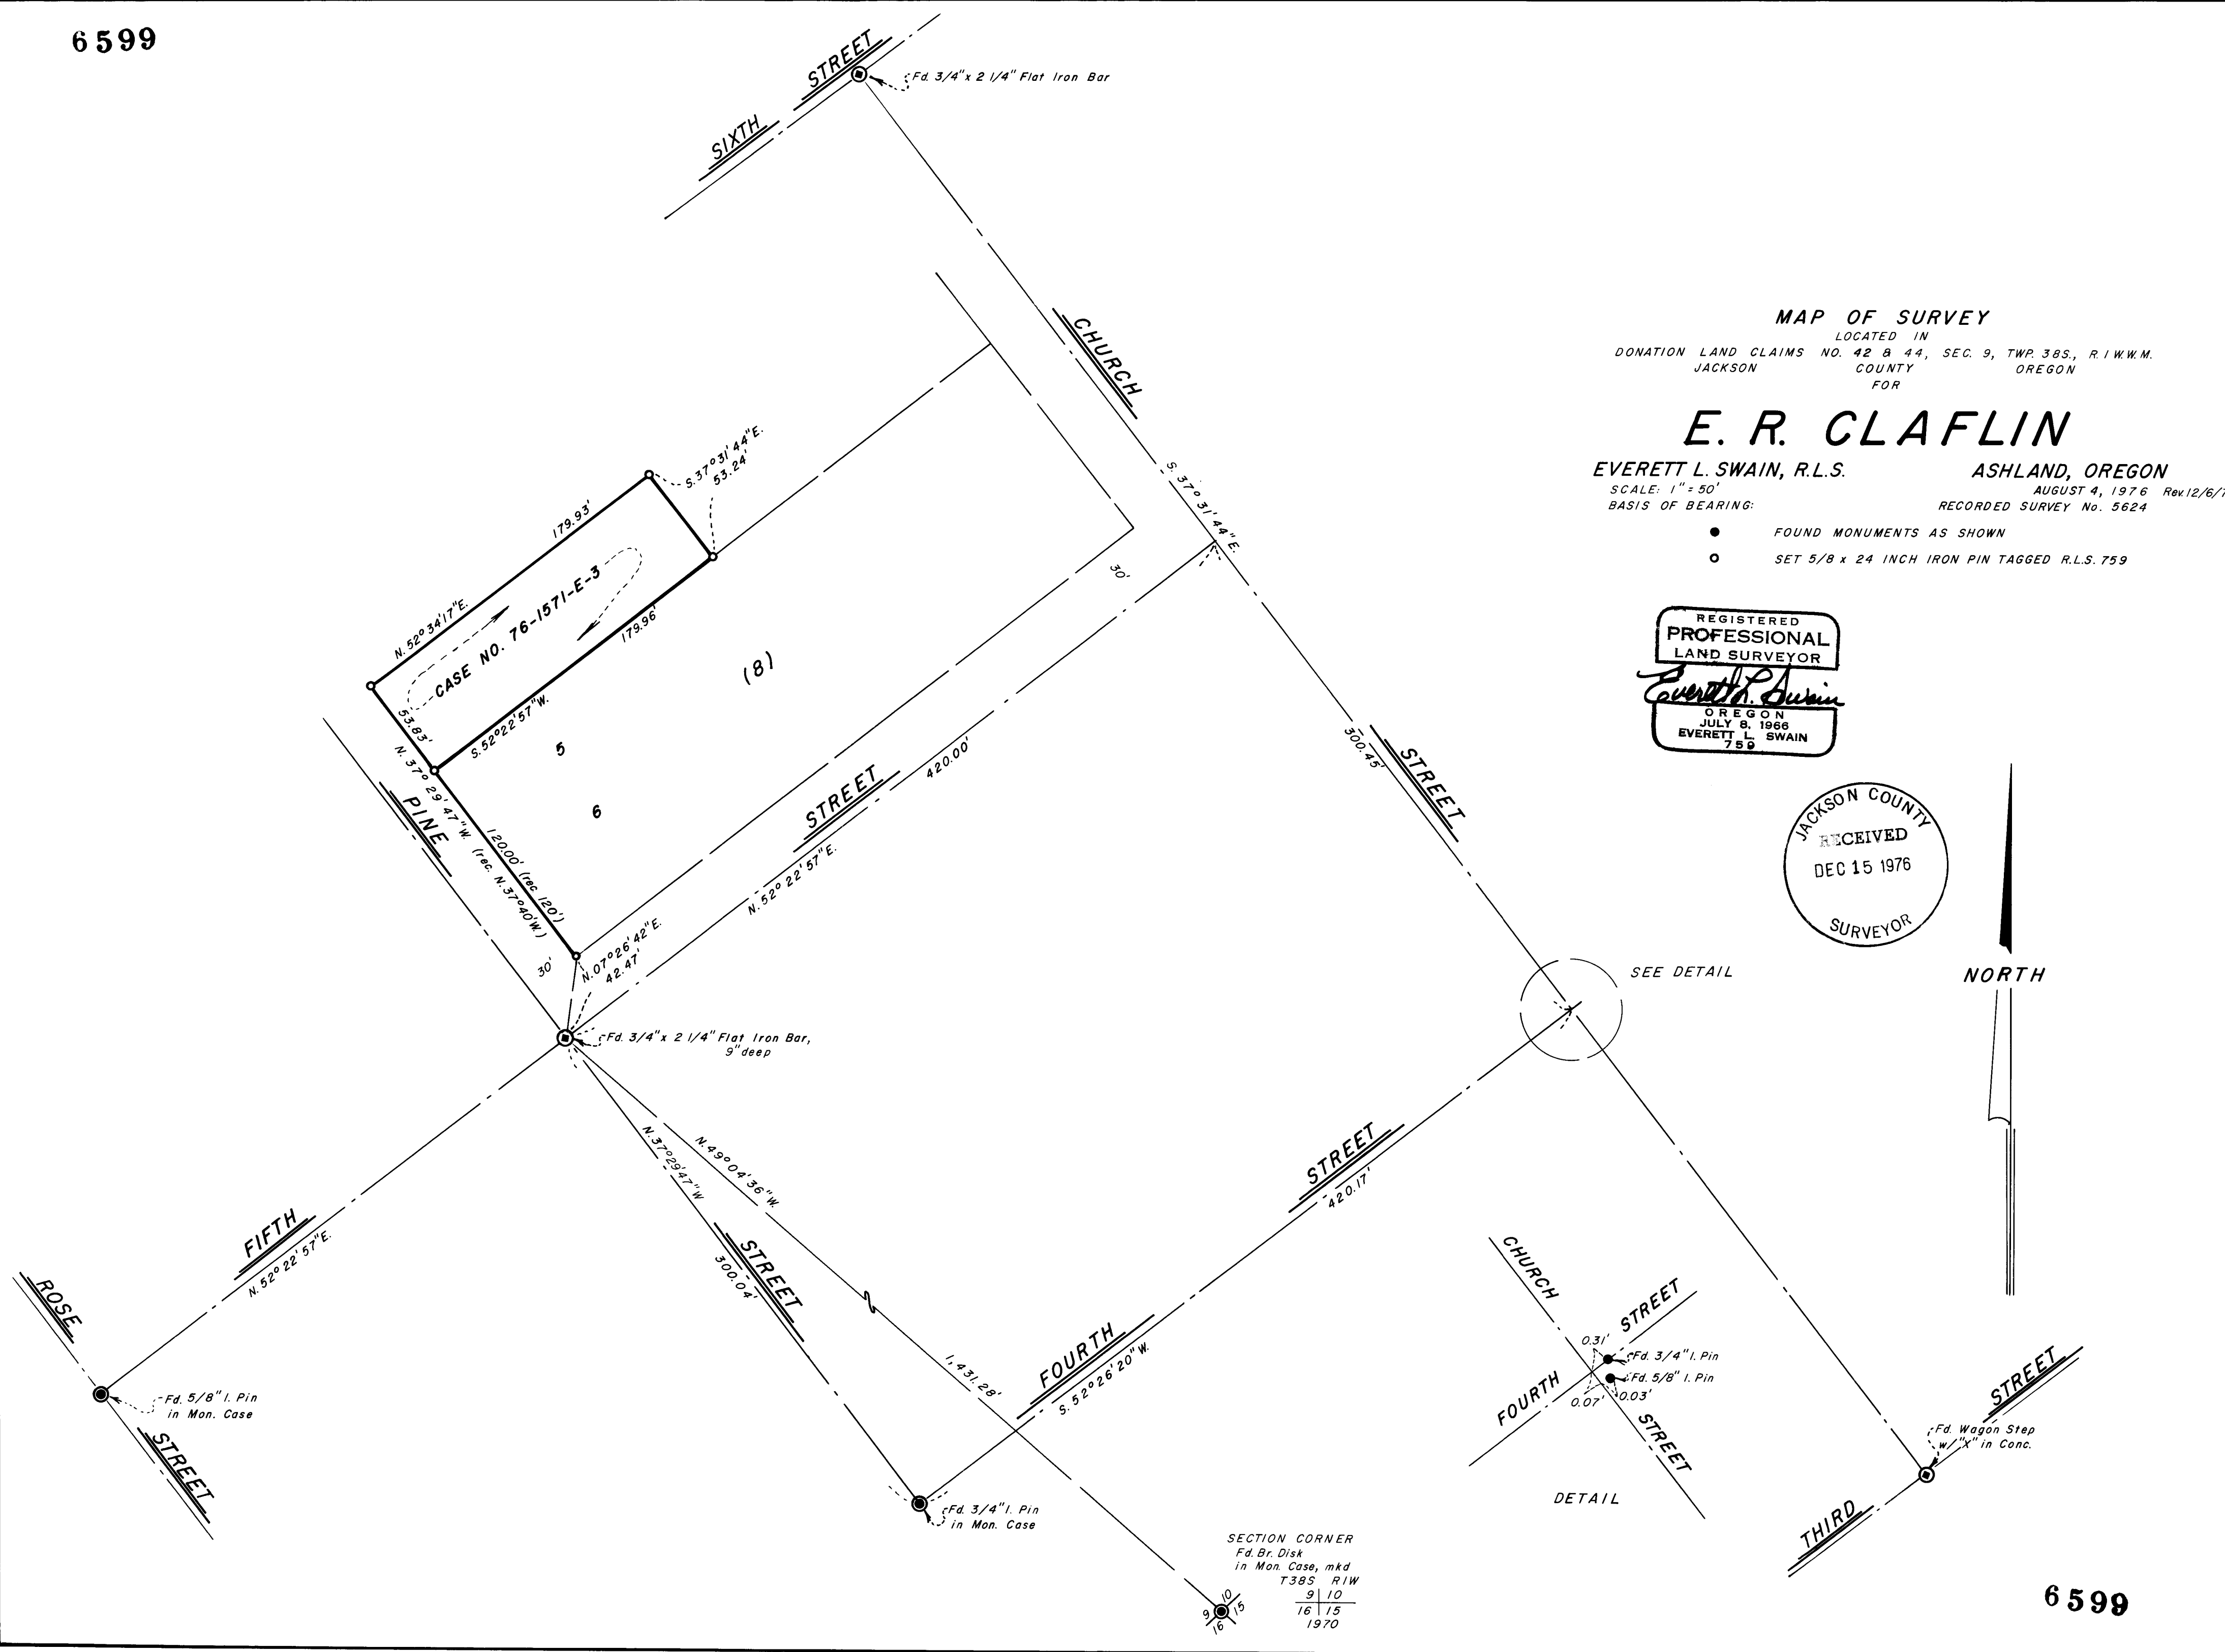 6599
SIXTH STREET
Fd. 3/4" x 2 1/4" Flat Iron Bar
CHURCH STREET
S. 37° 31' 44" E.
300.45'
MAP OF SURVEY
LOCATED IN
DONATION LAND CLAIMS NO. 42 & 44, SEC. 9, TWP. 38S., R. 1 W. W. M.
JACKSON COUNTY OREGON
FOR
E. R. CLAFLIN
EVERETT L. SWAIN, R.L.S. ASHLAND, OREGON
SCALE: 1" = 50' AUGUST 4, 1976 Rev. 12/6/7
BASIS OF BEARING: RECORDED SURVEY No. 5624
FOUND MONUMENTS AS SHOWN
SET 5/8 x 24 INCH IRON PIN TAGGED R.L.S. 759
REGISTERED
PROFESSIONAL
LAND SURVEYOR
Everett L. Swain
OREGON
JULY 8, 1966
EVERETT L. SWAIN
759
JACKSON COUNTY
RECEIVED
DEC 15 1976
SURVEYOR
NORTH
S. 37° 31' 44" E.
53.24'
179.93'
N. 52° 34' 17" E.
CASE NO. 76-1571-E-3
179.96'
S. 52° 22' 57" W.
53.83'
N. 37° 29' 47" W. (rec. N. 37° 40' W.)
120.00' (rec. 120')
(8)
5
6
30'
PINE STREET
N. 37° 29' 47" W
300.04'
30'
N. 07° 26' 42" E.
42.47'
STREET
420.00'
N. 52° 22' 57" E.
Fd. 3/4" x 2 1/4" Flat Iron Bar,
9" deep
FIFTH
N. 52° 22' 57" E.
ROSE STREET
Fd. 5/8" I. Pin
in Mon. Case
N. 49° 04' 36" W.
1,431.28'
FOURTH STREET
S. 52° 26' 20" W.
420.17'
Fd. 3/4" I. Pin
in Mon. Case
SEE DETAIL
CHURCH STREET
FOURTH STREET
0.31'
Fd. 3/4" I. Pin
Fd. 5/8" I. Pin
0.03'
0.07'
DETAIL
Fd. Wagon Step
w/ "X" in Conc.
THIRD STREET
SECTION CORNER
Fd. Br. Disk
in Mon. Case, mkd
T38S R1W
9 10
16 15
1970
9 10
16 15
6599